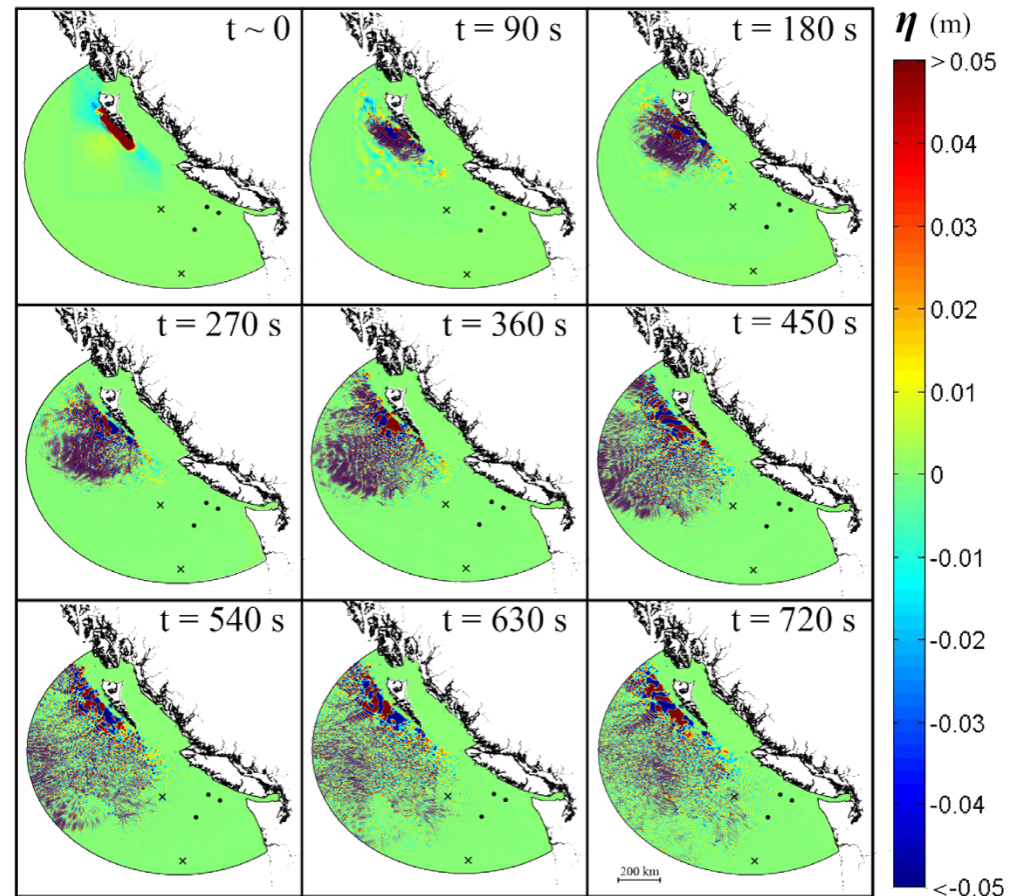 t ~ 0
t = 90 s
t = 180 s
t = 270 s
t = 360 s
t = 450 s
t = 540 s
t = 630 s
t = 720 s
200 km
η (m)
> 0.05
0.04
0.03
0.02
0.01
0
-0.01
-0.02
-0.03
-0.04
<-0.05